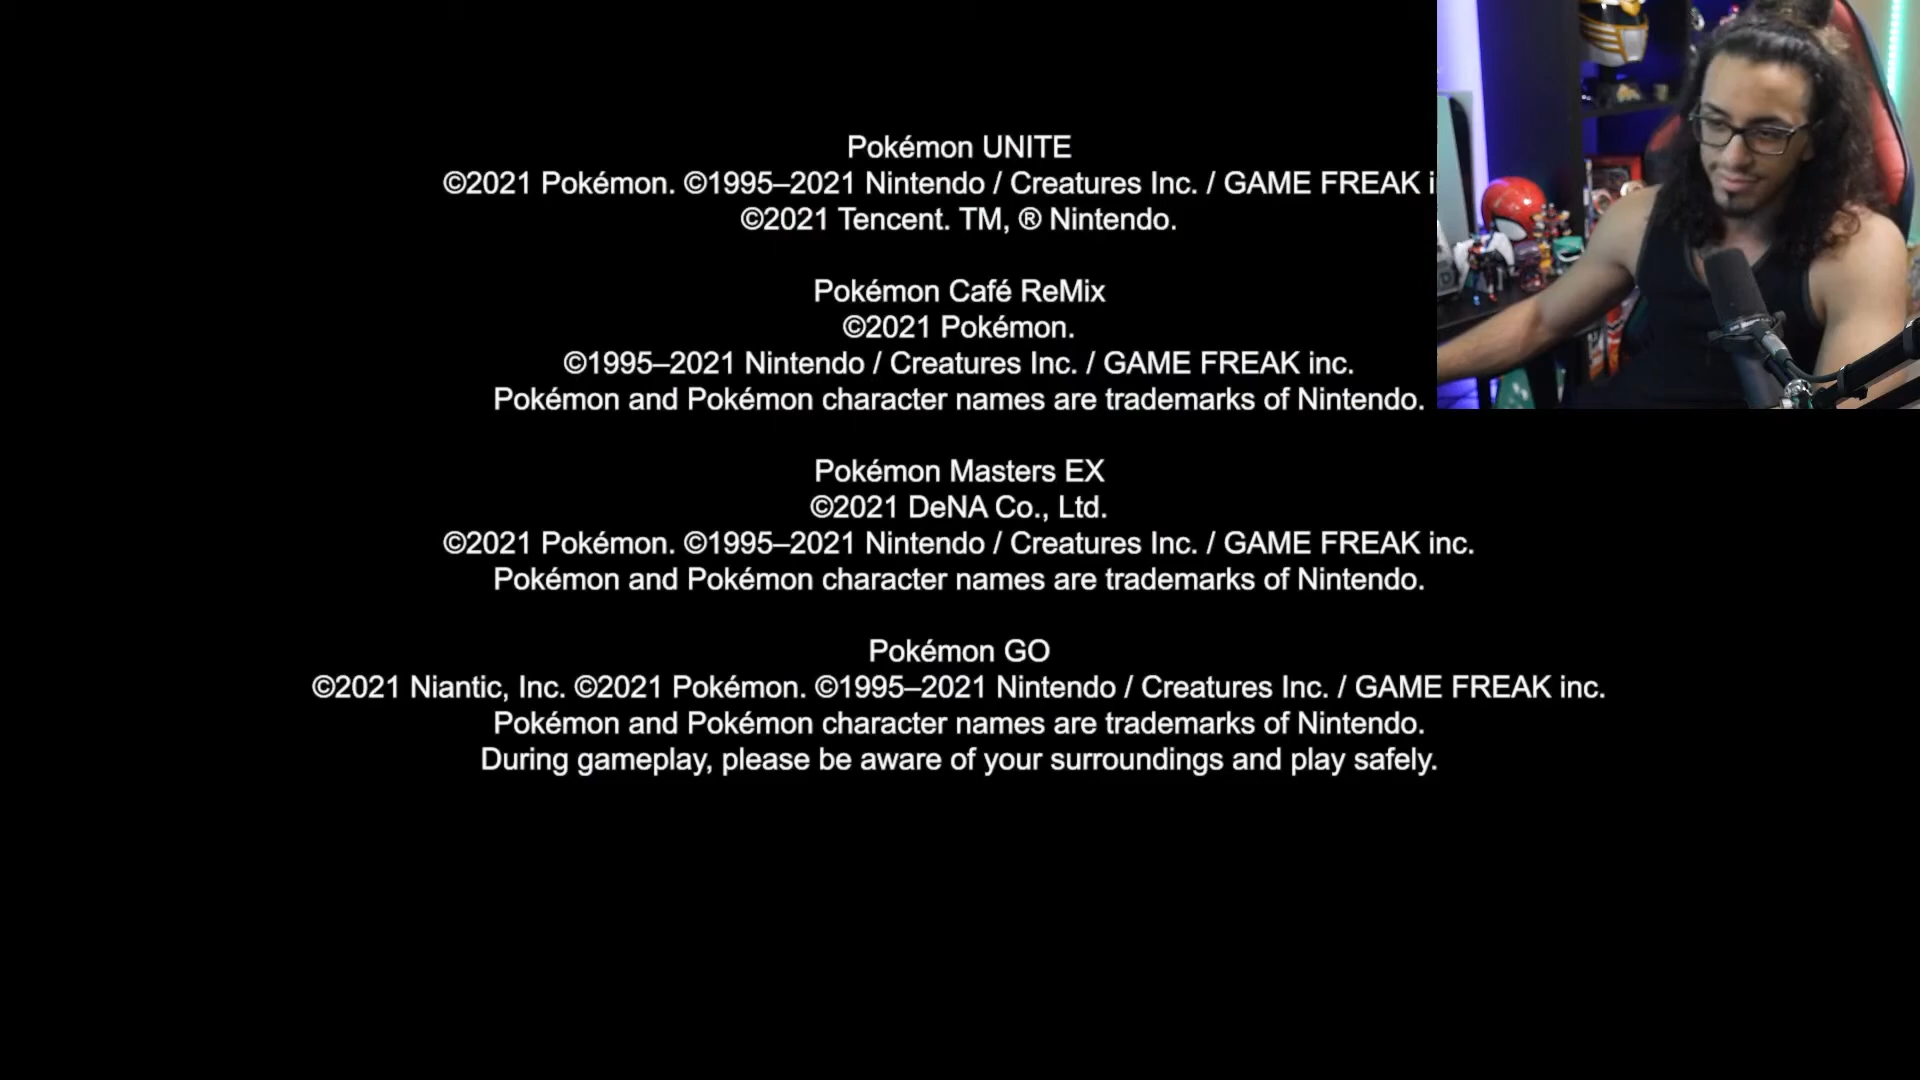 Pokémon UNITE
©2021 Pokémon. ©1995–2021 Nintendo / Creatures Inc. / GAME FREAK
©2021 Tencent. TM, ® Nintendo.
Pokémon Café ReMix
©2021 Pokémon.
©1995–2021 Nintendo / Creatures Inc. / GAME FREAK inc.
Pokémon and Pokémon character names are trademarks of Nintendo.
Pokémon Masters EX
©2021 DeNA Co., Ltd.
©2021 Pokémon. ©1995–2021 Nintendo / Creatures Inc. / GAME FREAK inc.
Pokémon and Pokémon character names are trademarks of Nintendo.
Pokémon GO
©2021 Niantic, Inc. ©2021 Pokémon. ©1995–2021 Nintendo / Creatures Inc. / GAME FREAK inc.
Pokémon and Pokémon character names are trademarks of Nintendo.
During gameplay, please be aware of your surroundings and play safely.